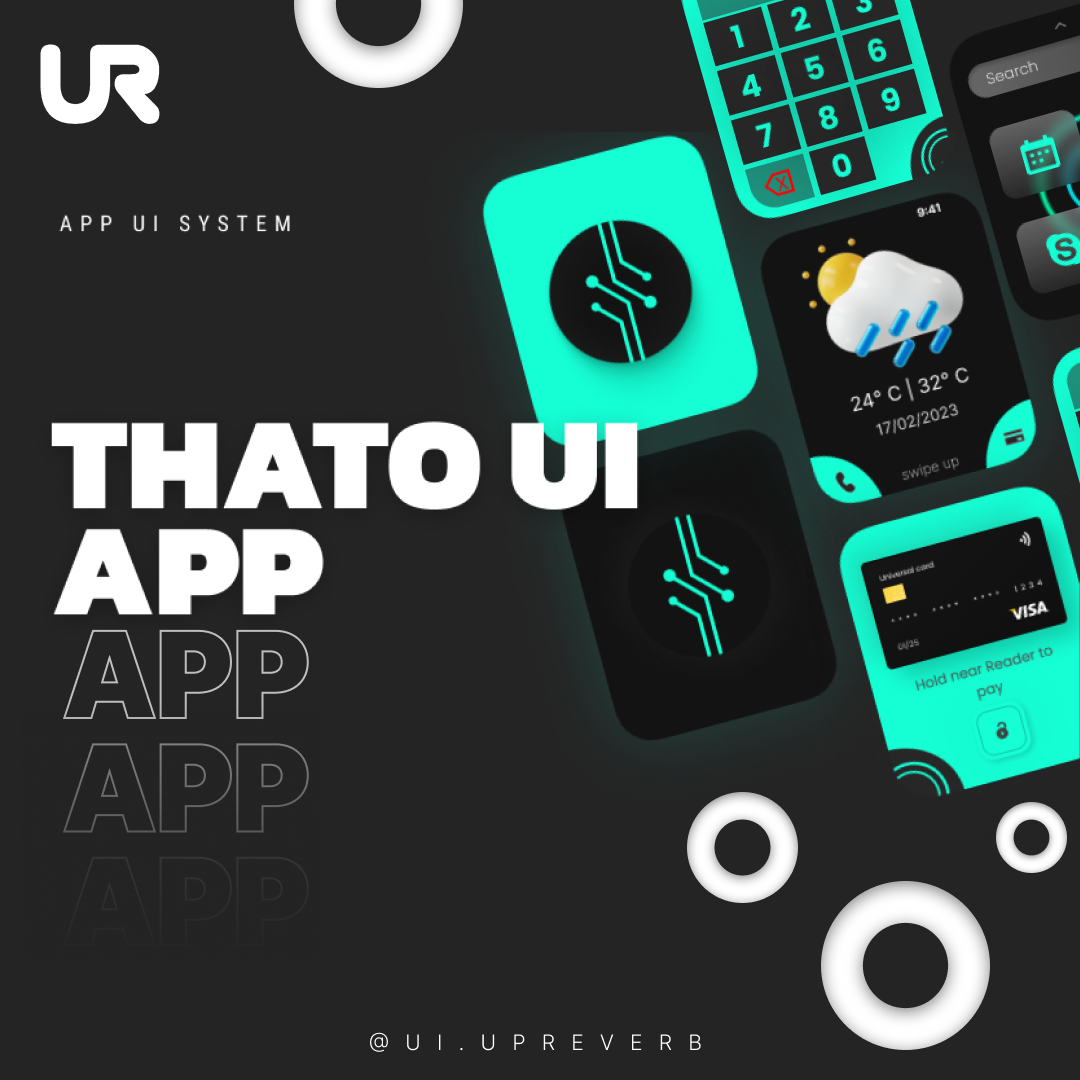 UR
APP UI SYSTEM
THATO UI
APP
APP
APP
APP
1 2 3
4 5 6
7 8 9
0
Search
9:41
24° C | 32° C
17/02/2023
swipe up
Universal card
**** **** **** 1234
VISA
01/25
Hold near Reader to
pay
@UI.UPREVERB